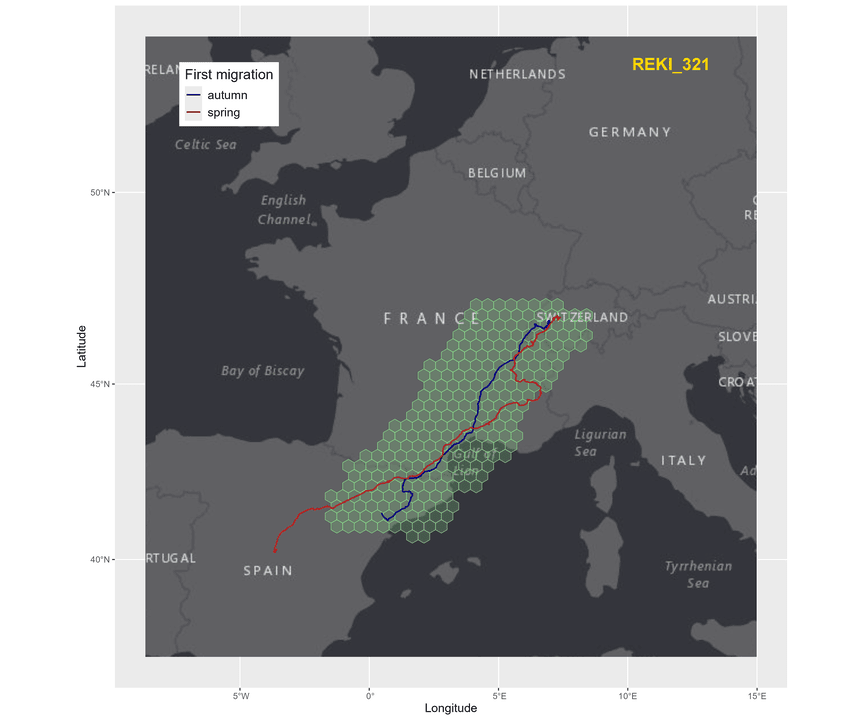 REKI_321
First migration
autumn
spring
RELAN
NETHERLANDS
GERMANY
Celtic Sea
BELGIUM
English
Channel
C
RE
FRANCE
SWITZERLAND
AUSTRI
SLOVE
Bay of Biscay
CROAT
Gulf of
Lion
Ligurian
Sea
ITALY
Ad
RTUGAL
SPAIN
Tyrrhenian
Sea
50°N
45°N
40°N
Latitude
5°W
0°
5°E
10°E
15°E
Longitude